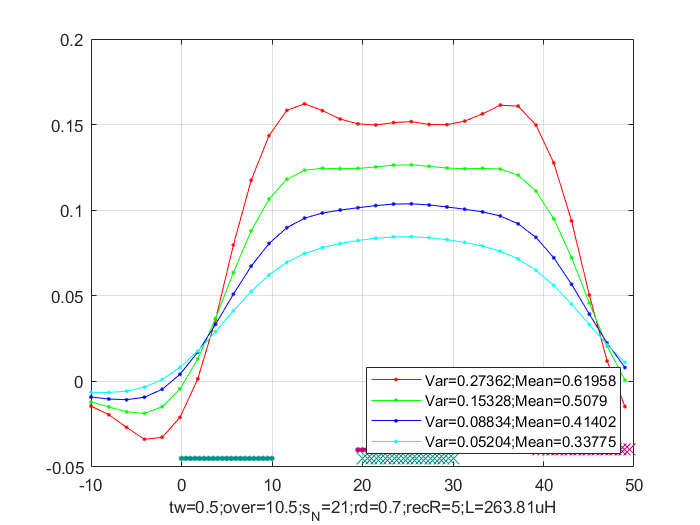 0.2
0.15
0.1
0.05
0
-0.05
-10
0
10
20
30
40
50
Var=0.27362;Mean=0.61958
Var=0.15328;Mean=0.5079
Var=0.08834;Mean=0.41402
Var=0.05204;Mean=0.33775
tw=0.5;over=10.5;s_N=21;rd=0.7;recR=5;L=263.81uH